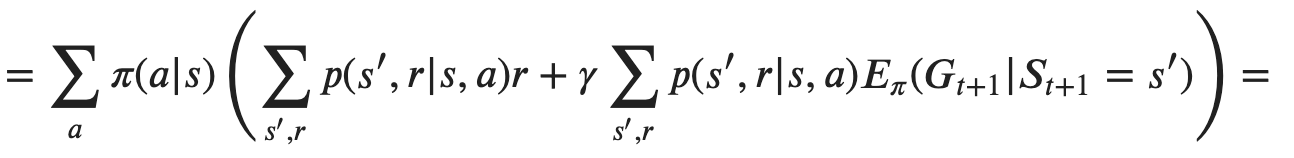 = ∑_a π(a|s) ( ∑_{s′,r} p(s′, r|s, a)r + γ ∑_{s′,r} p(s′, r|s, a)E_π(G_{t+1}|S_{t+1} = s′) ) =